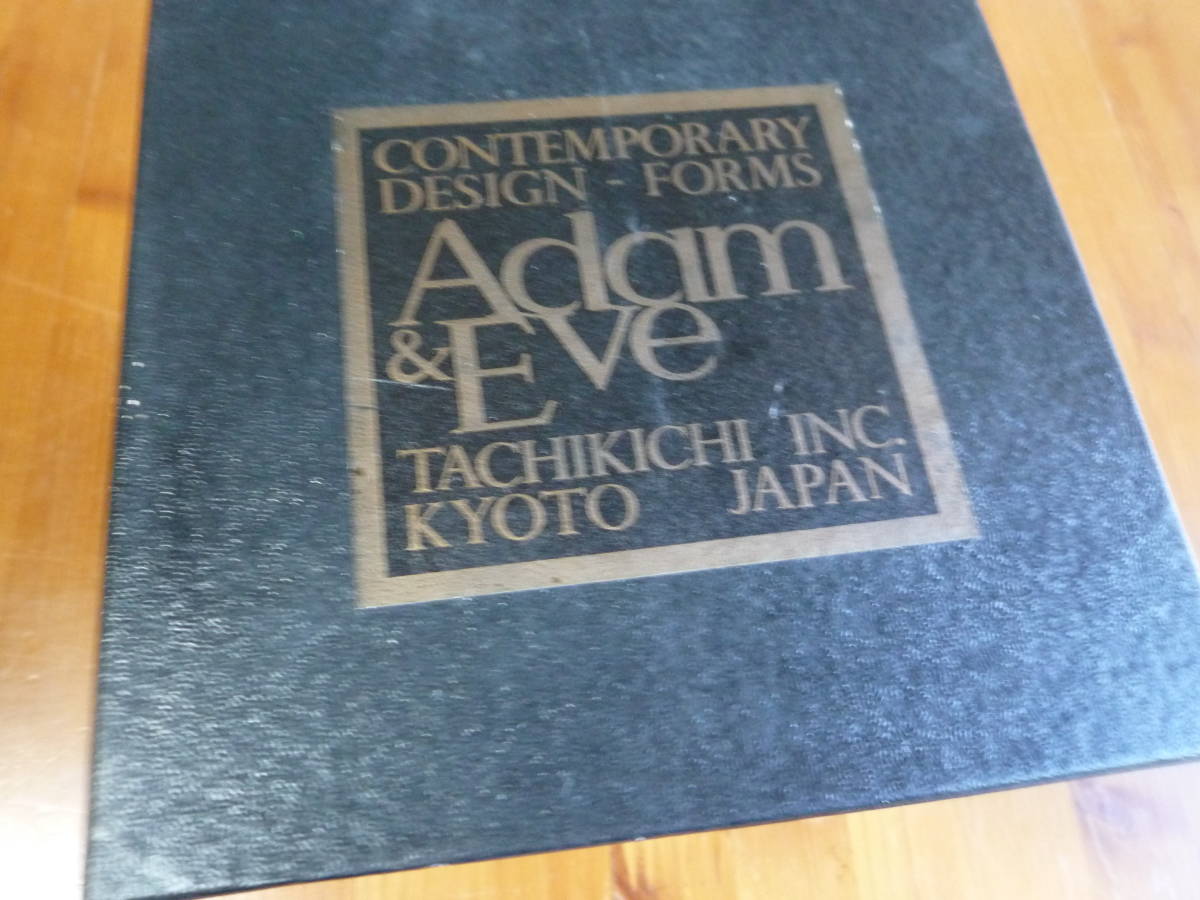 CONTEMPORARY
DESIGN - FORMS
Adam
& Eve
TACHIKICHI INC.
KYOTO JAPAN